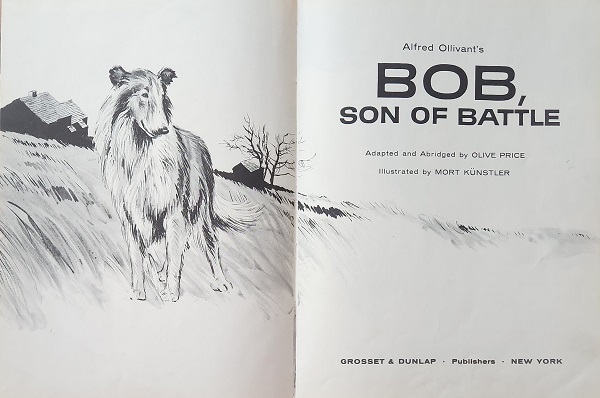 Alfred Ollivant's
BOB,
SON OF BATTLE
Adapted and Abridged by OLIVE PRICE
Illustrated by MORT KÜNSTLER
GROSSET & DUNLAP · Publishers · NEW YORK